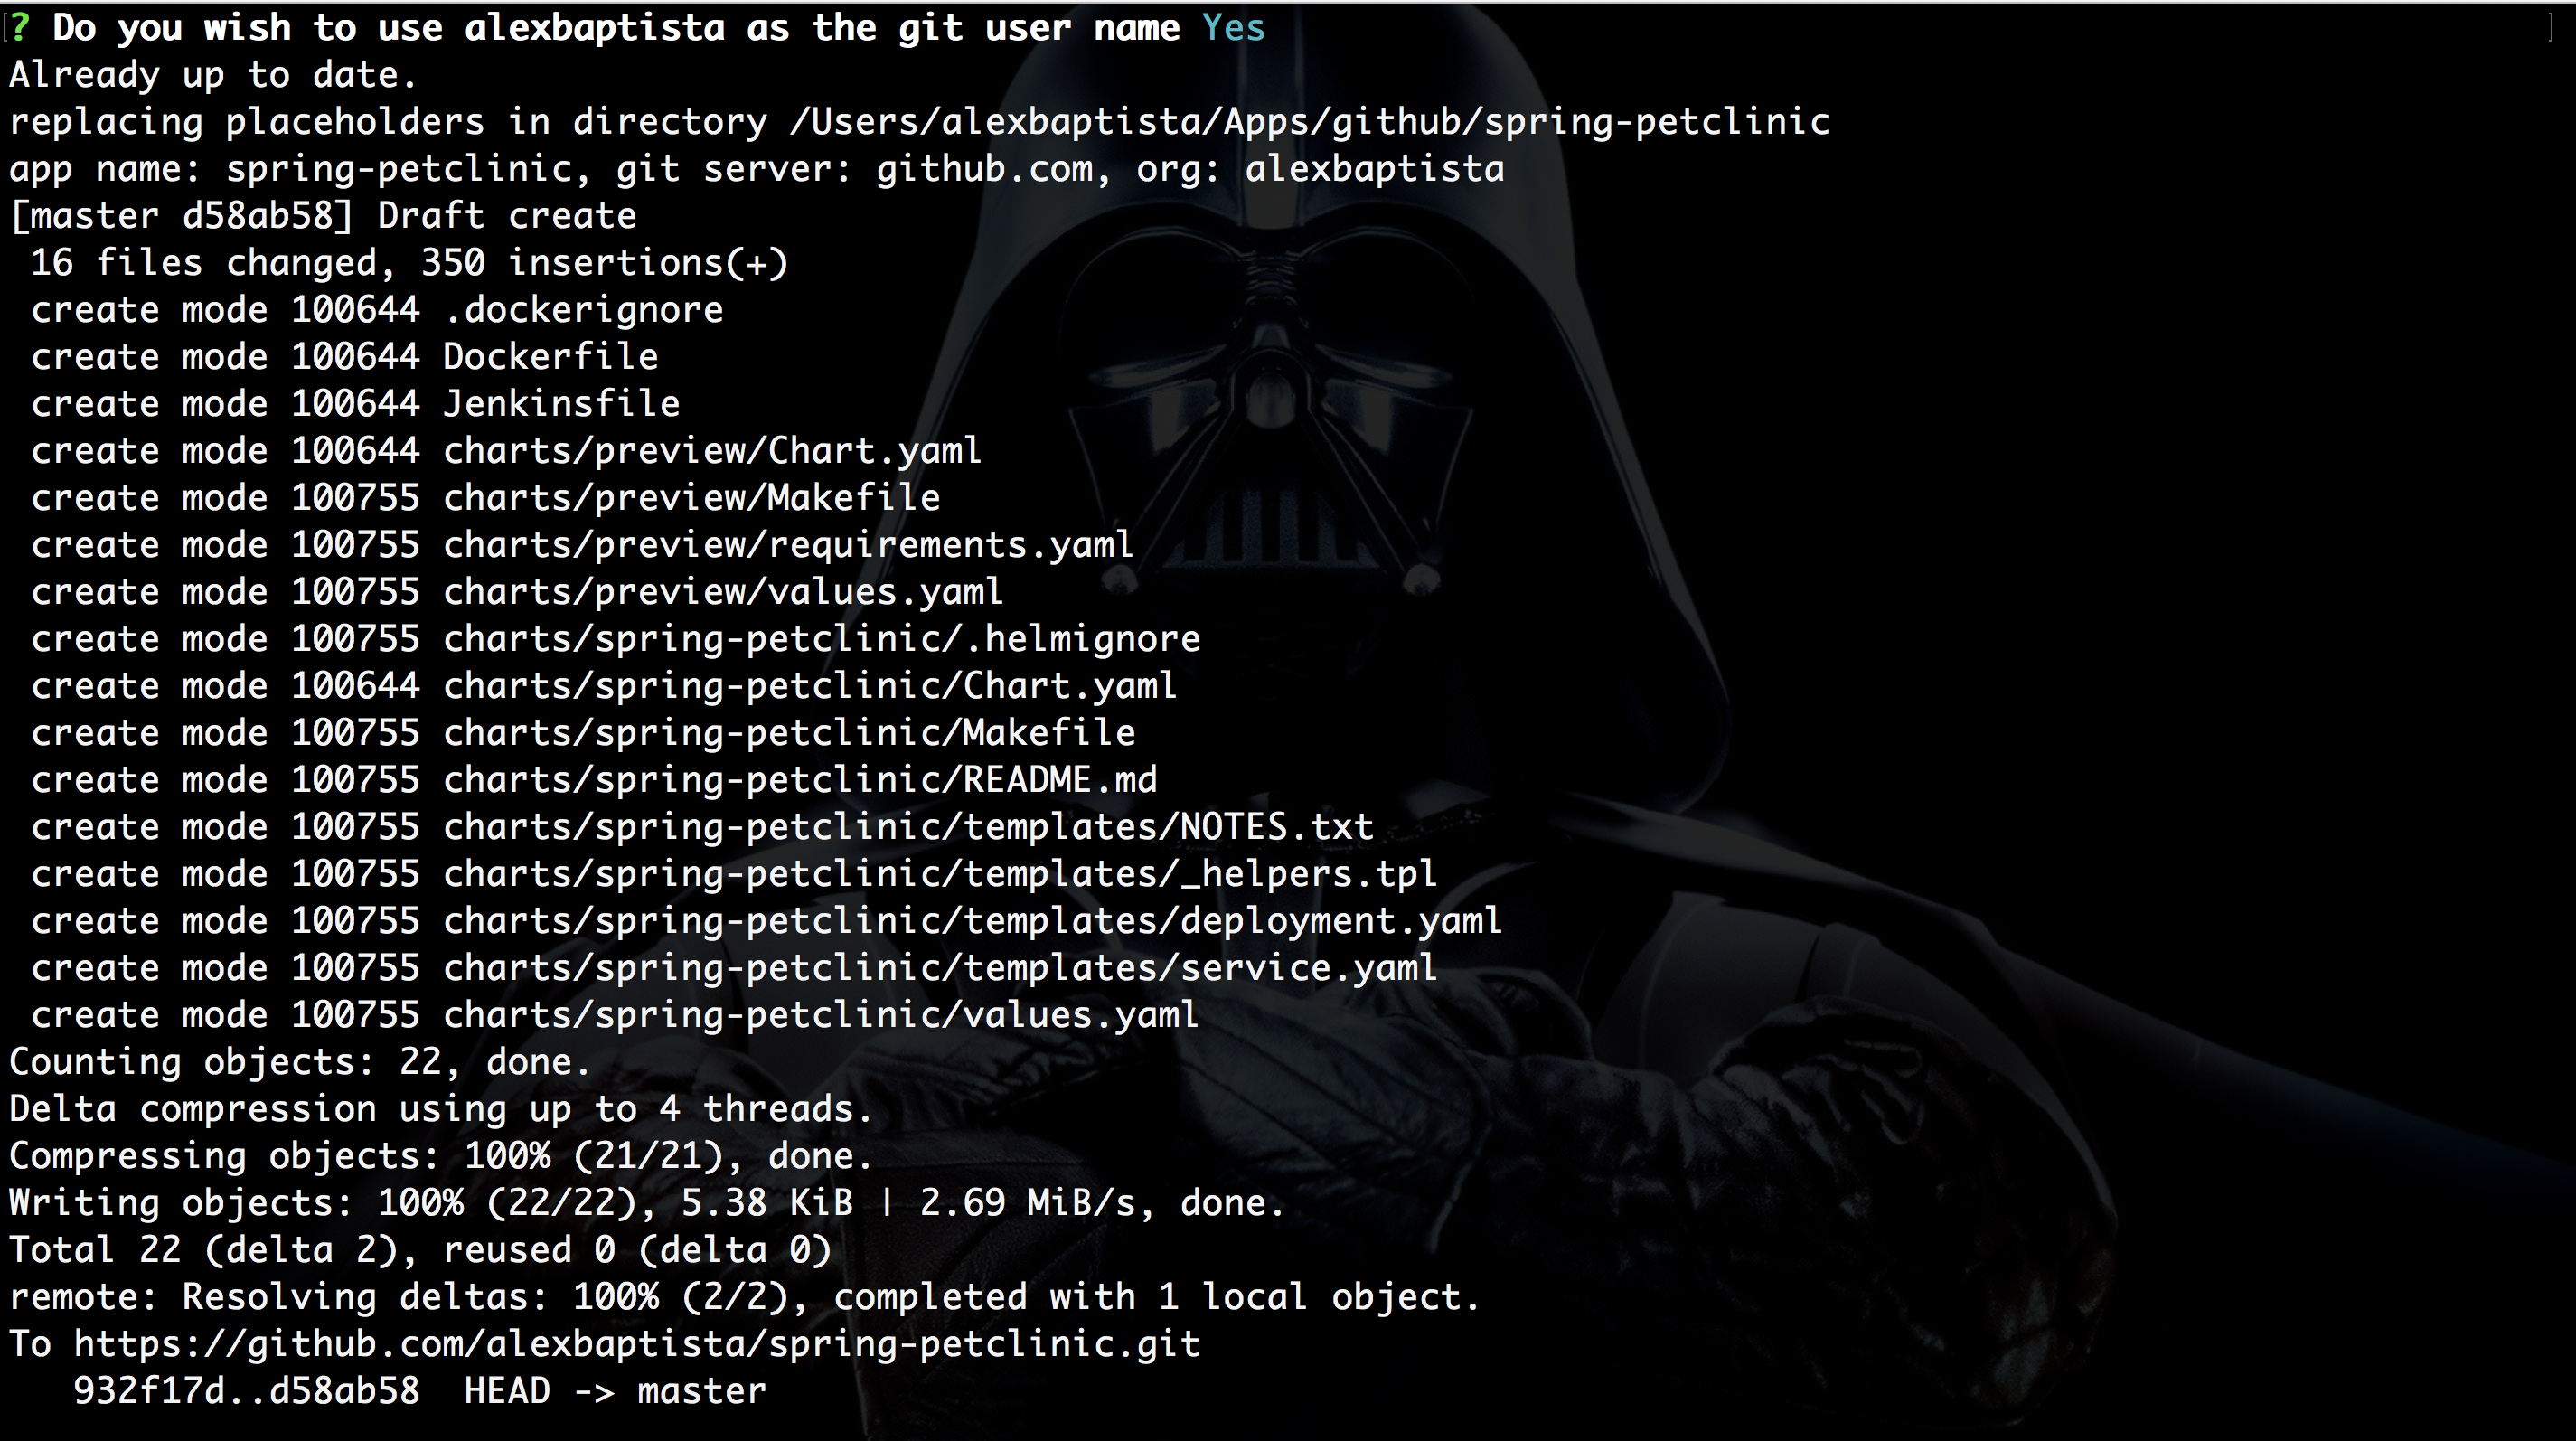 [? Do you wish to use alexbaptista as the git user name Yes ]
Already up to date.
replacing placeholders in directory /Users/alexbaptista/Apps/github/spring-petclinic
app name: spring-petclinic, git server: github.com, org: alexbaptista
[master d58ab58] Draft create
 16 files changed, 350 insertions(+)
 create mode 100644 .dockerignore
 create mode 100644 Dockerfile
 create mode 100644 Jenkinsfile
 create mode 100644 charts/preview/Chart.yaml
 create mode 100755 charts/preview/Makefile
 create mode 100755 charts/preview/requirements.yaml
 create mode 100755 charts/preview/values.yaml
 create mode 100755 charts/spring-petclinic/.helmignore
 create mode 100644 charts/spring-petclinic/Chart.yaml
 create mode 100755 charts/spring-petclinic/Makefile
 create mode 100755 charts/spring-petclinic/README.md
 create mode 100755 charts/spring-petclinic/templates/NOTES.txt
 create mode 100755 charts/spring-petclinic/templates/_helpers.tpl
 create mode 100755 charts/spring-petclinic/templates/deployment.yaml
 create mode 100755 charts/spring-petclinic/templates/service.yaml
 create mode 100755 charts/spring-petclinic/values.yaml
Counting objects: 22, done.
Delta compression using up to 4 threads.
Compressing objects: 100% (21/21), done.
Writing objects: 100% (22/22), 5.38 KiB | 2.69 MiB/s, done.
Total 22 (delta 2), reused 0 (delta 0)
remote: Resolving deltas: 100% (2/2), completed with 1 local object.
To https://github.com/alexbaptista/spring-petclinic.git
   932f17d..d58ab58  HEAD -> master